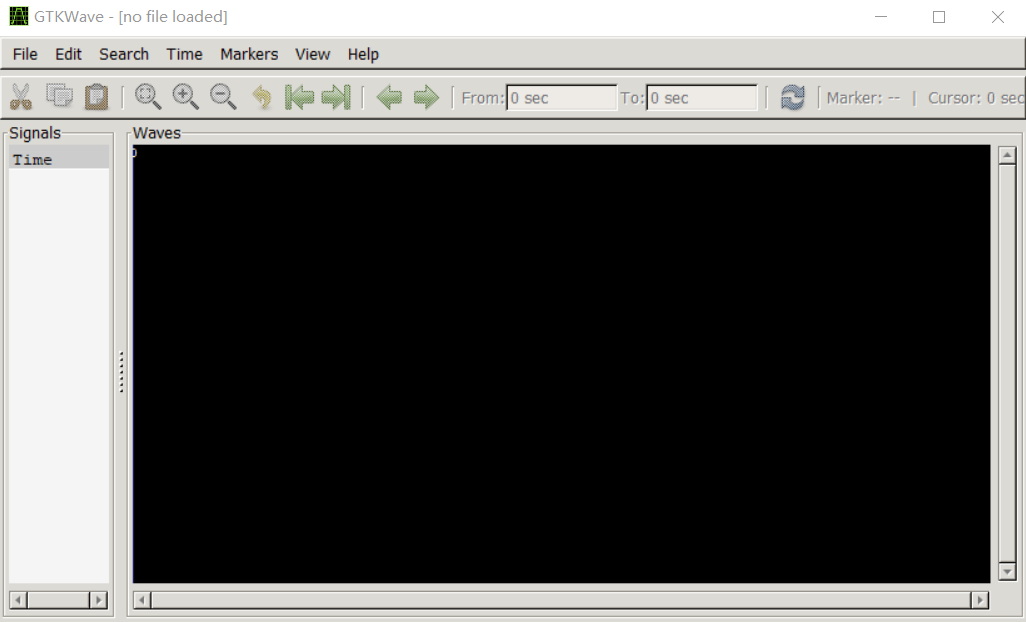 GTKWave - [no file loaded]
File Edit Search Time Markers View Help
From: 0 sec To: 0 sec Marker: -- | Cursor: 0 sec
Signals Waves
Time 0